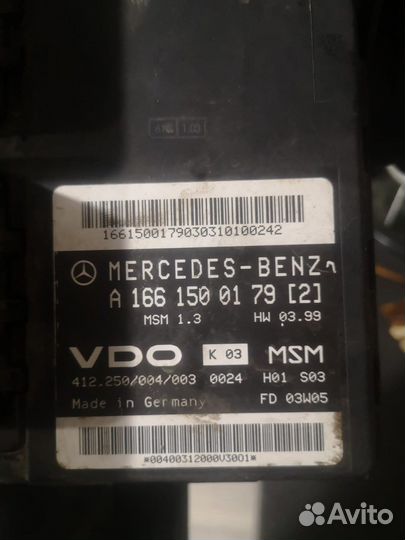 1661500179030310100242
MERCEDES-BENZ
A 166 150 01 79 [2]
MSM 1.3 HW 03.99
VDO K 03 MSM
412.250/004/003 0024 H01 S03
Made in Germany FD 03W05
*00400312000V3001*
Avito